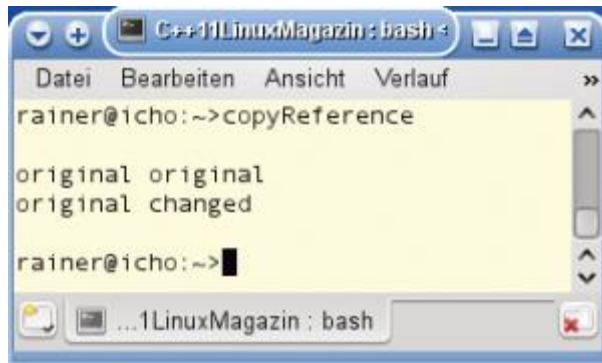 C++11LinuxMagazin : bash <
Datei Bearbeiten Ansicht Verlauf »
rainer@icho:~>copyReference
original original
original changed
rainer@icho:~>
...1LinuxMagazin : bash